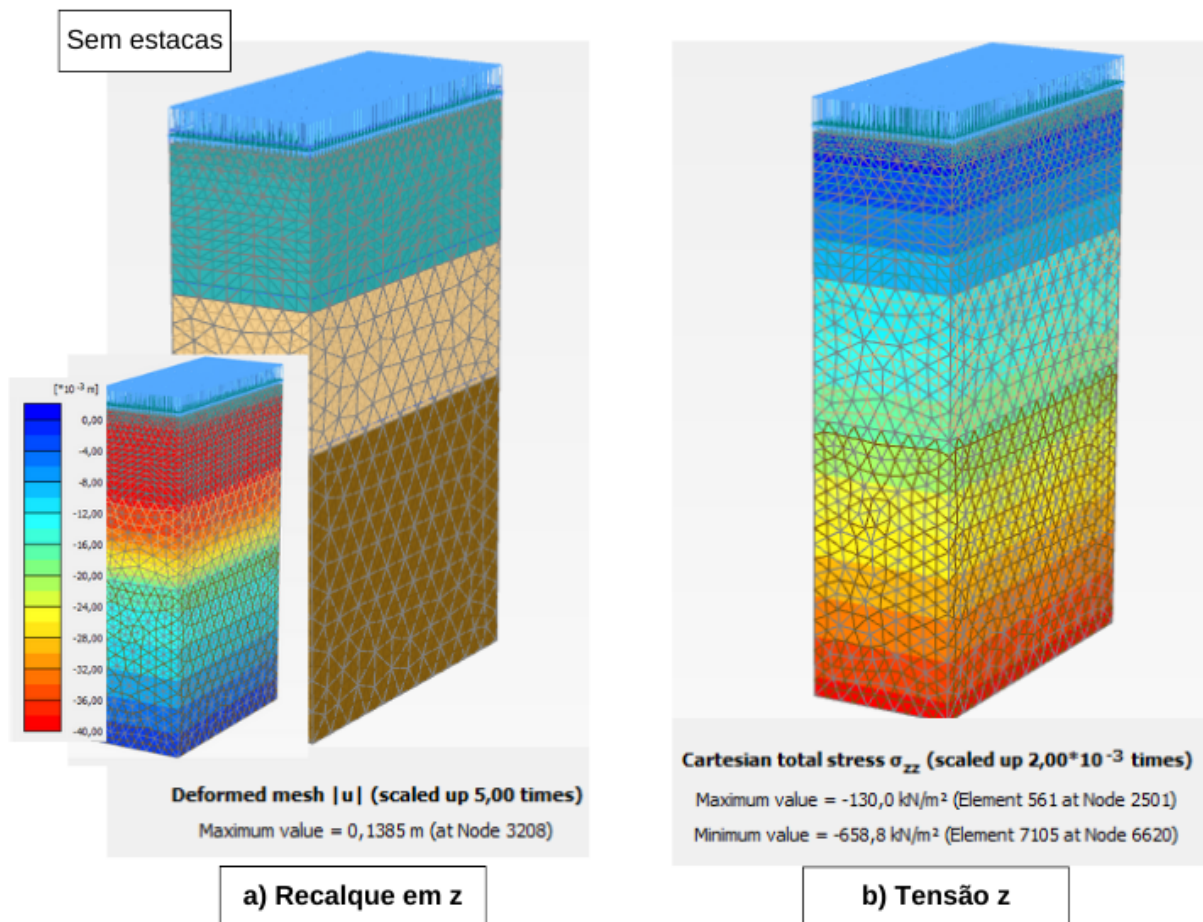 Sem estacas
[*10⁻³ m]
0,00
-4,00
-8,00
-12,00
-16,00
-20,00
-24,00
-28,00
-32,00
-36,00
-40,00
Deformed mesh |u| (scaled up 5,00 times)
Maximum value = 0,1385 m (at Node 3208)
a) Recalque em z
Cartesian total stress σzz (scaled up 2,00*10⁻³ times)
Maximum value = -130,0 kN/m² (Element 561 at Node 2501)
Minimum value = -658,8 kN/m² (Element 7105 at Node 6620)
b) Tensão z